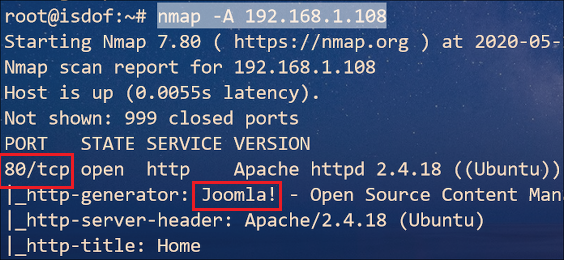 root@isdof:~# nmap -A 192.168.1.108
Starting Nmap 7.80 ( https://nmap.org ) at 2020-05-
Nmap scan report for 192.168.1.108
Host is up (0.0055s latency).
Not shown: 999 closed ports
PORT   STATE SERVICE VERSION
80/tcp open  http    Apache httpd 2.4.18 ((Ubuntu))
|_http-generator: Joomla! - Open Source Content Man
|_http-server-header: Apache/2.4.18 (Ubuntu)
|_http-title: Home